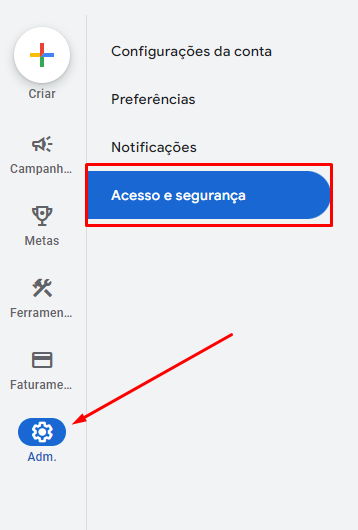 Criar
Campanh...
Metas
Ferramen...
Faturame...
Adm.
Configurações da conta
Preferências
Notificações
Acesso e segurança